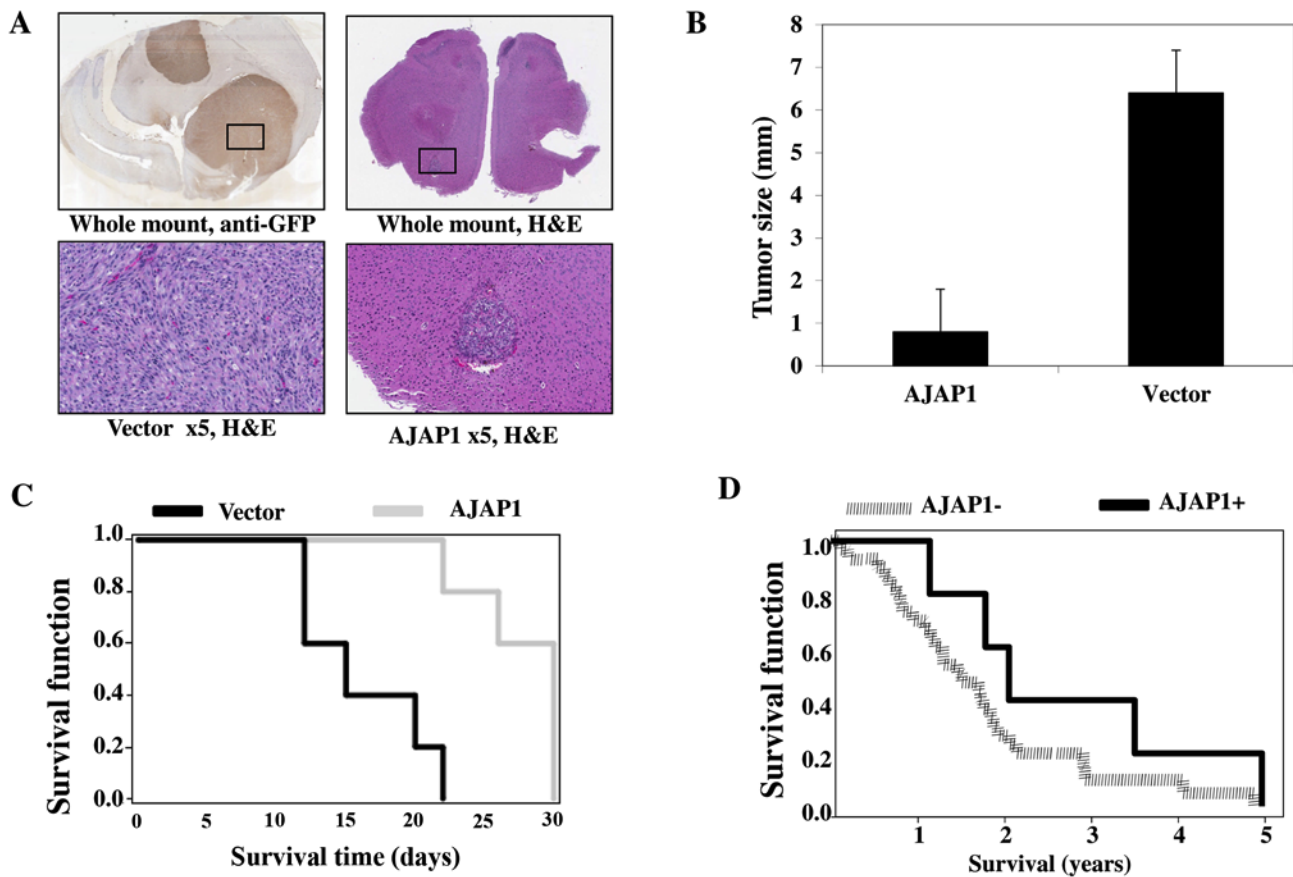 A
Whole mount, anti-GFP
Whole mount, H&E
Vector x5, H&E
AJAP1 x5, H&E
B
Tumor size (mm)
8
7
6
5
4
3
2
1
0
AJAP1
Vector
C
Vector
AJAP1
Survival function
1.0
0.8
0.6
0.4
0.2
0.0
0
5
10
15
20
25
30
Survival time (days)
D
AJAP1-
AJAP1+
Survival function
1.0
0.8
0.6
0.4
0.2
0.0
1
2
3
4
5
Survival (years)